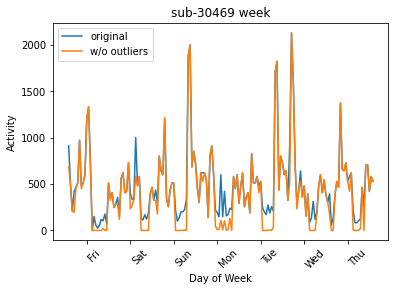 sub-30469 week
original
w/o outliers
Activity
2000
1500
1000
500
0
Fri
Sat
Sun
Mon
Tue
Wed
Thu
Day of Week